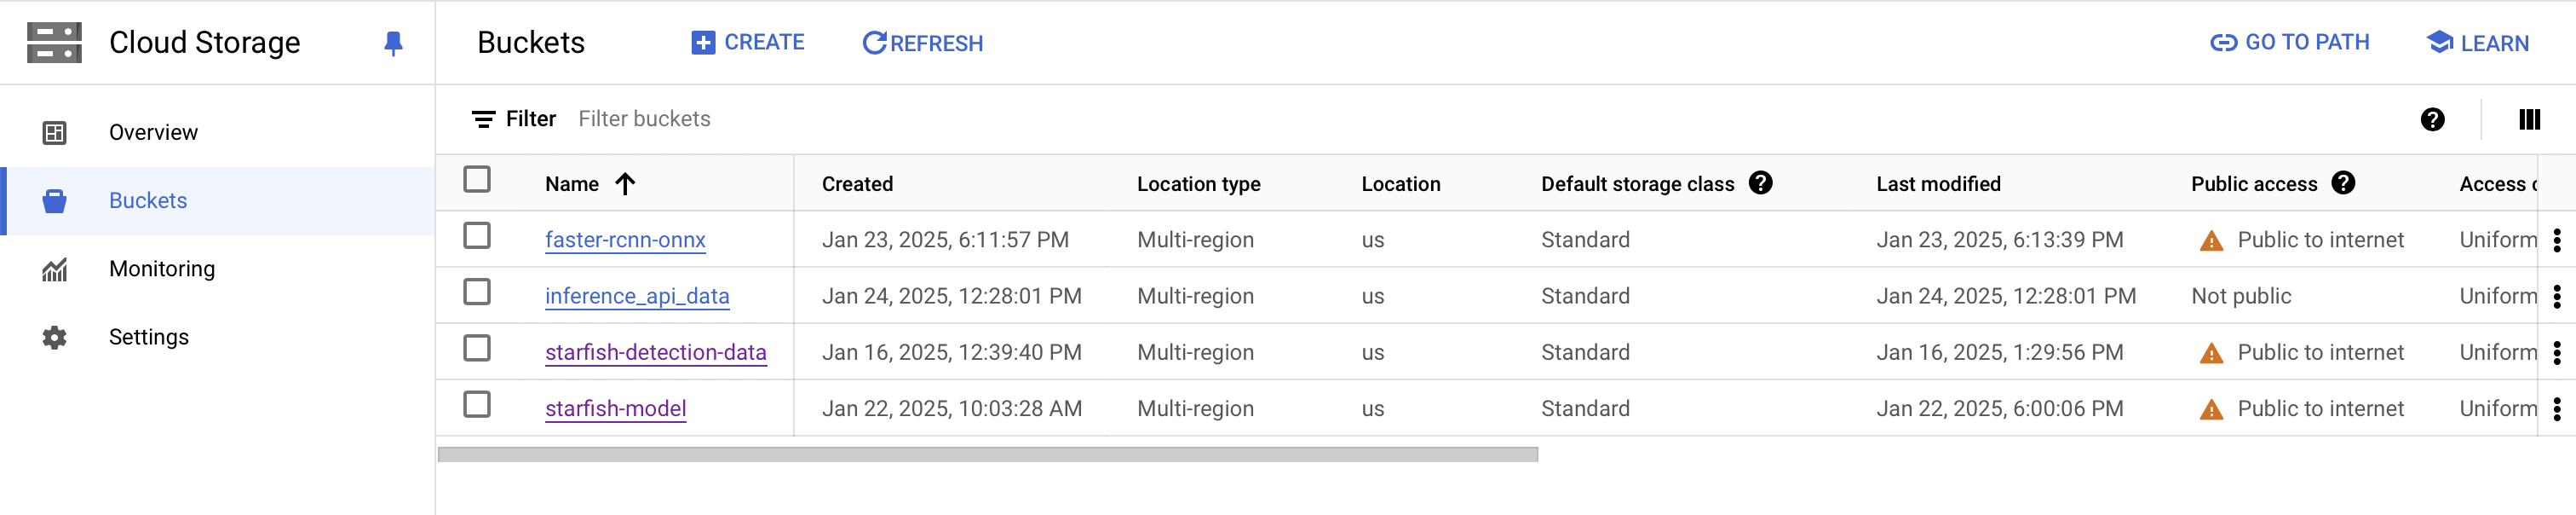 Cloud Storage
Buckets CREATE REFRESH GO TO PATH LEARN
Overview
Buckets
Monitoring
Settings
Filter Filter buckets
Name Created Location type Location Default storage class Last modified Public access Access
faster-rcnn-onnx Jan 23, 2025, 6:11:57 PM Multi-region us Standard Jan 23, 2025, 6:13:39 PM Public to internet Uniform
inference_api_data Jan 24, 2025, 12:28:01 PM Multi-region us Standard Jan 24, 2025, 12:28:01 PM Not public Uniform
starfish-detection-data Jan 16, 2025, 12:39:40 PM Multi-region us Standard Jan 16, 2025, 1:29:56 PM Public to internet Uniform
starfish-model Jan 22, 2025, 10:03:28 AM Multi-region us Standard Jan 22, 2025, 6:00:06 PM Public to internet Uniform